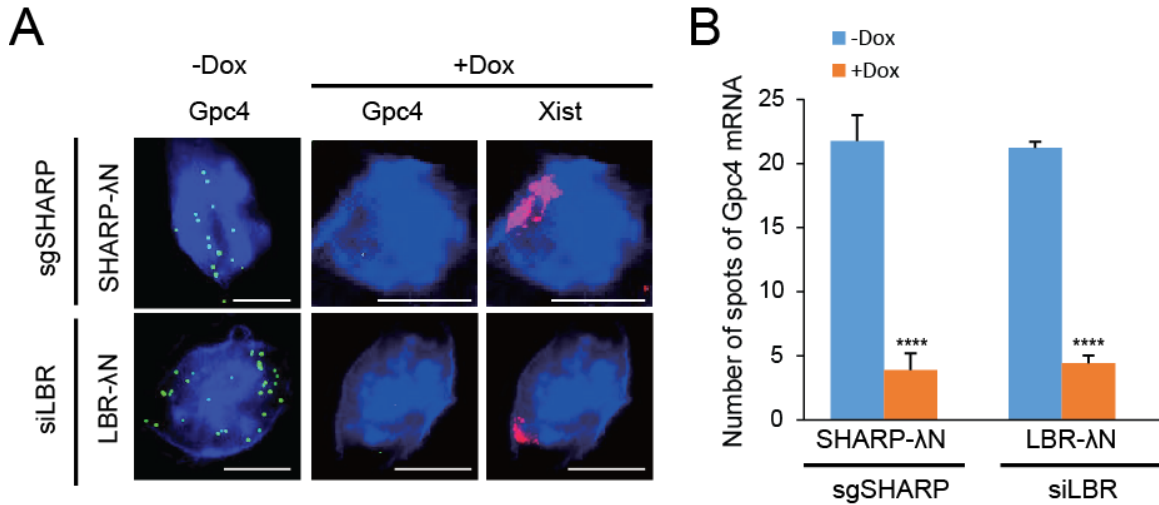 A
-Dox
+Dox
Gpc4
Gpc4
Xist
sgSHARP
SHARP-λN
siLBR
LBR-λN
B
-Dox
+Dox
Number of spots of Gpc4 mRNA
25
20
15
10
5
0
****
****
SHARP-λN
LBR-λN
sgSHARP
siLBR